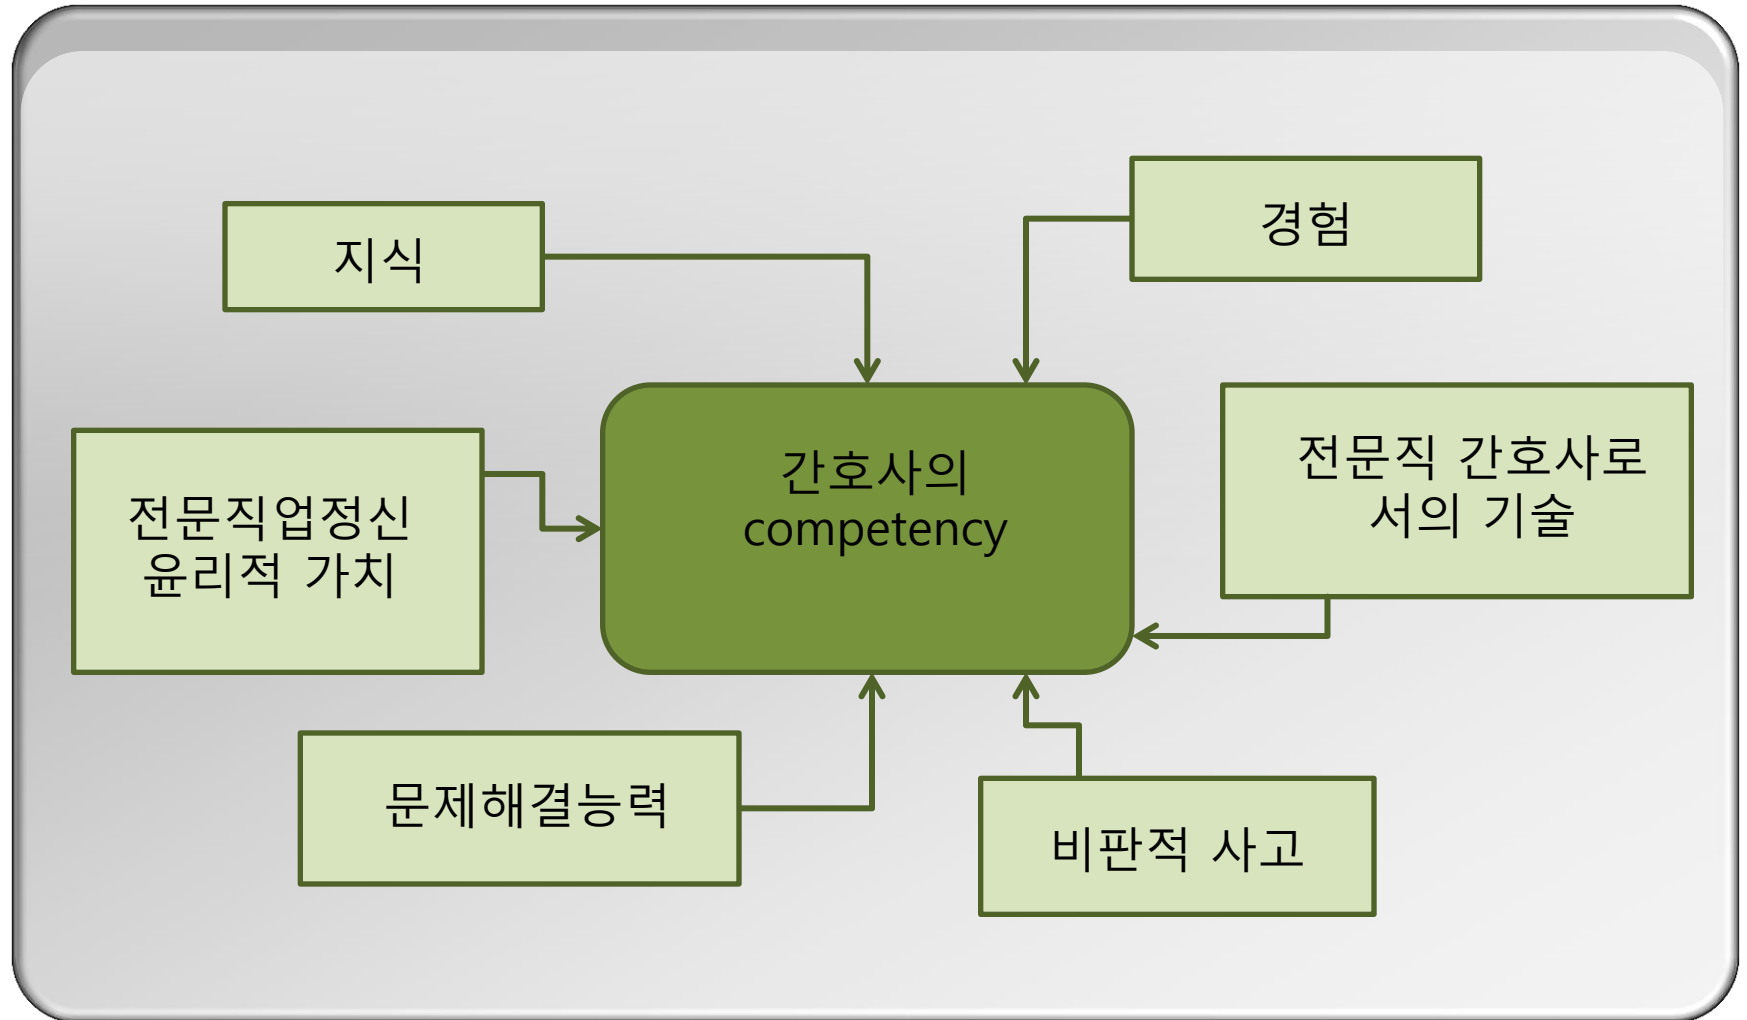 지식
경험
간호사의
competency
전문직 간호사로
서의 기술
전문직업정신
윤리적 가치
문제해결능력
비판적 사고